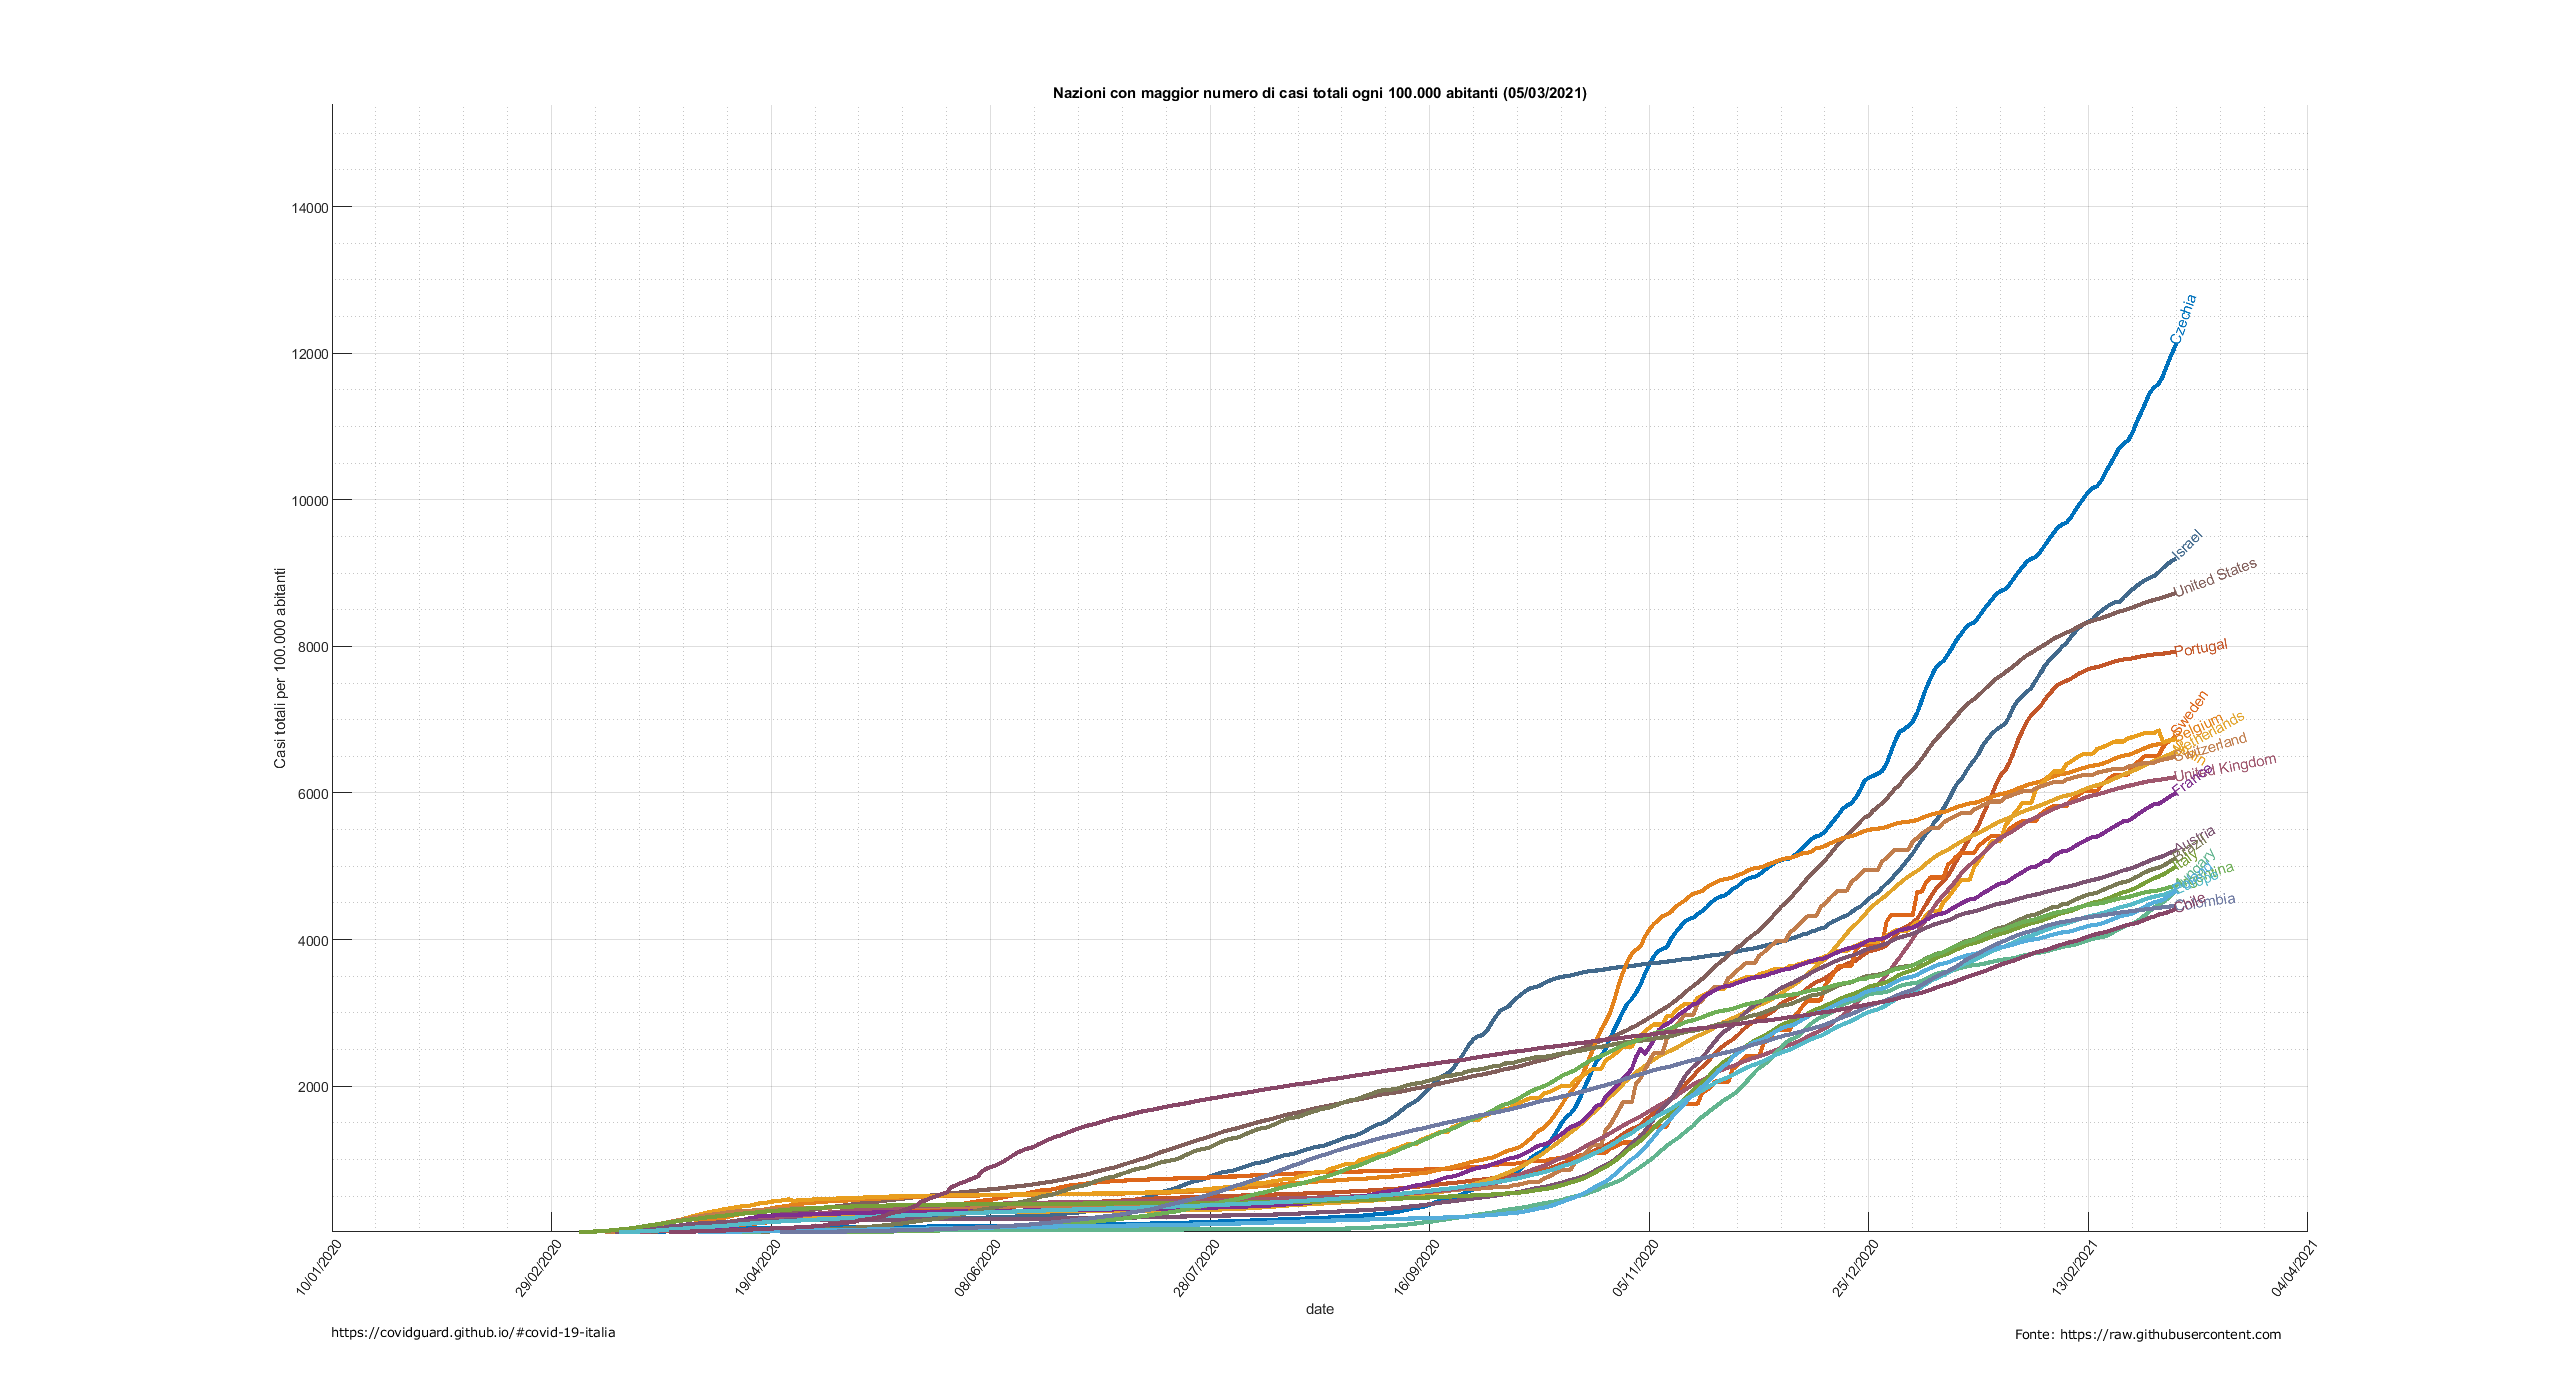 Nazioni con maggior numero di casi totali ogni 100.000 abitanti (05/03/2021)
Casi totali per 100.000 abitanti
14000
12000
10000
8000
6000
4000
2000
Czechia
Israel
United States
Portugal
Sweden
Belgium
Netherlands
Switzerland
United Kingdom
France
Austria
Brazil
Italy
Colombia
Chile
10/01/2020
29/02/2020
19/04/2020
08/06/2020
28/07/2020
16/09/2020
05/11/2020
25/12/2020
13/02/2021
04/04/2021
date
https://covidguard.github.io/#covid-19-italia
Fonte: https://raw.githubusercontent.com